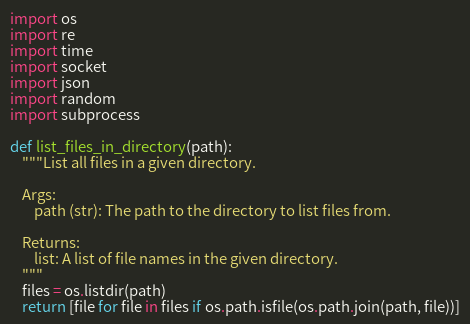 import os
import re
import time
import socket
import json
import random
import subprocess

def list_files_in_directory(path):
    """List all files in a given directory.

    Args:
        path (str): The path to the directory to list files from.

    Returns:
        list: A list of file names in the given directory.
    """
    files = os.listdir(path)
    return [file for file in files if os.path.isfile(os.path.join(path, file))]